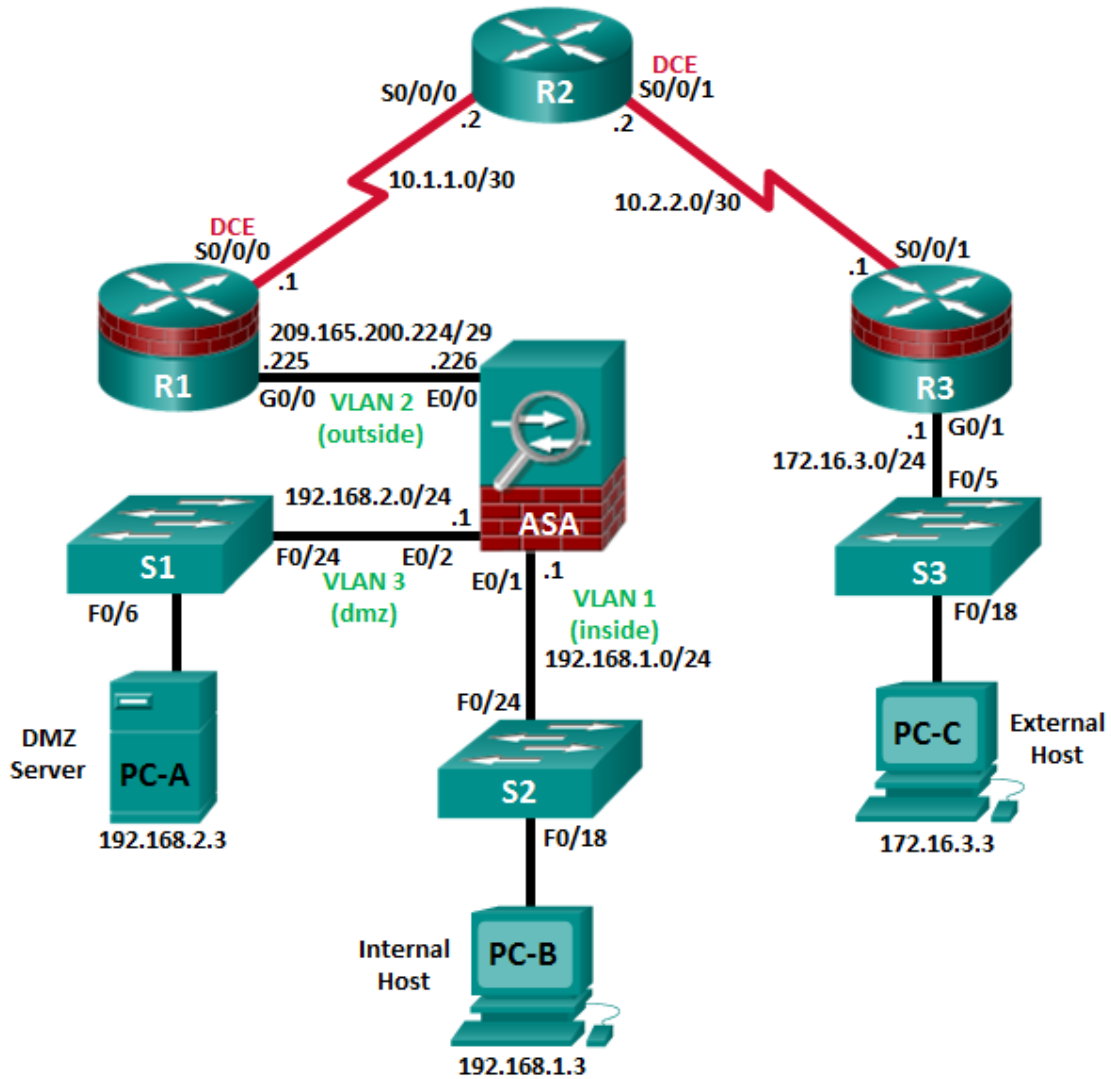 DCE
S0/0/0
R2
S0/0/1
.2
.2
10.1.1.0/30
10.2.2.0/30
DCE
S0/0/0
S0/0/1
.1
.1
209.165.200.224/29
.225
.226
R1
G0/0
VLAN 2
(outside)
E0/0
R3
.1
G0/1
172.16.3.0/24
192.168.2.0/24
.1
ASA
F0/5
S1
F0/24
VLAN 3
(dmz)
E0/2
E0/1
.1
VLAN 1
(inside)
192.168.1.0/24
S3
F0/18
F0/6
F0/24
DMZ
Server
PC-A
192.168.2.3
S2
F0/18
PC-C
External
Host
172.16.3.3
Internal
Host
PC-B
192.168.1.3